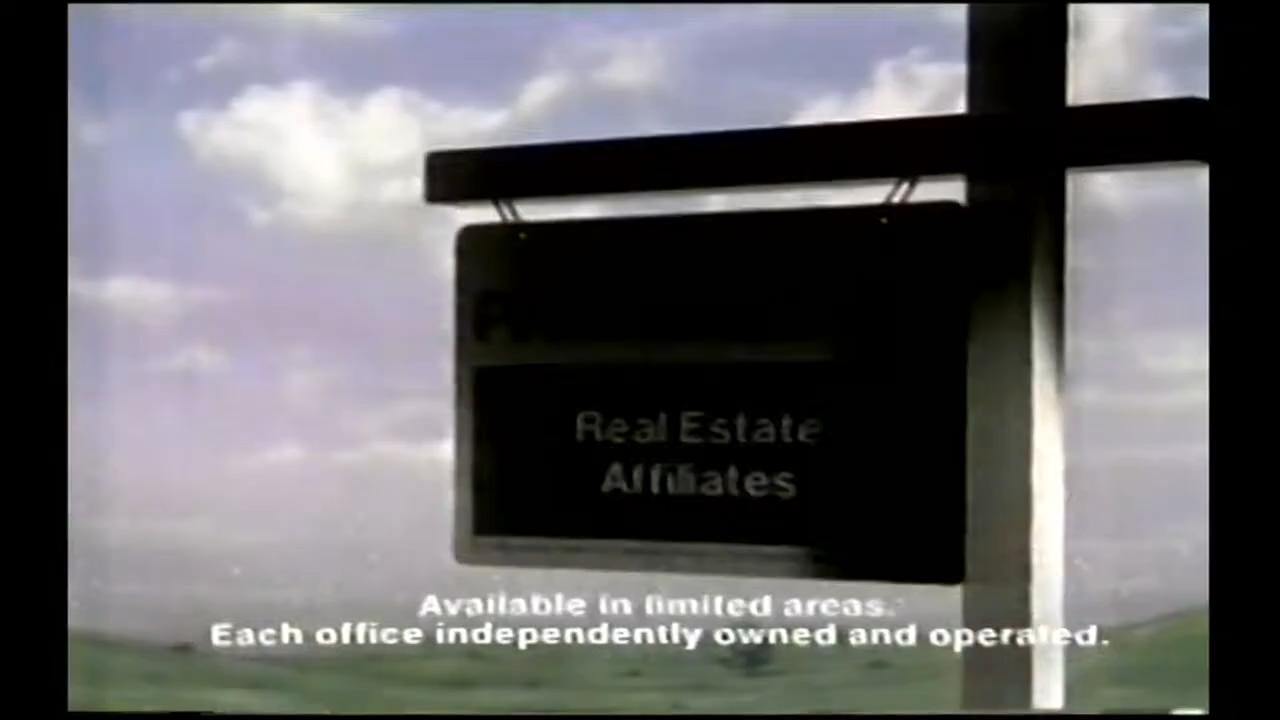 Real Estate
Affiliates
Available in limited areas.
Each office independently owned and operated.